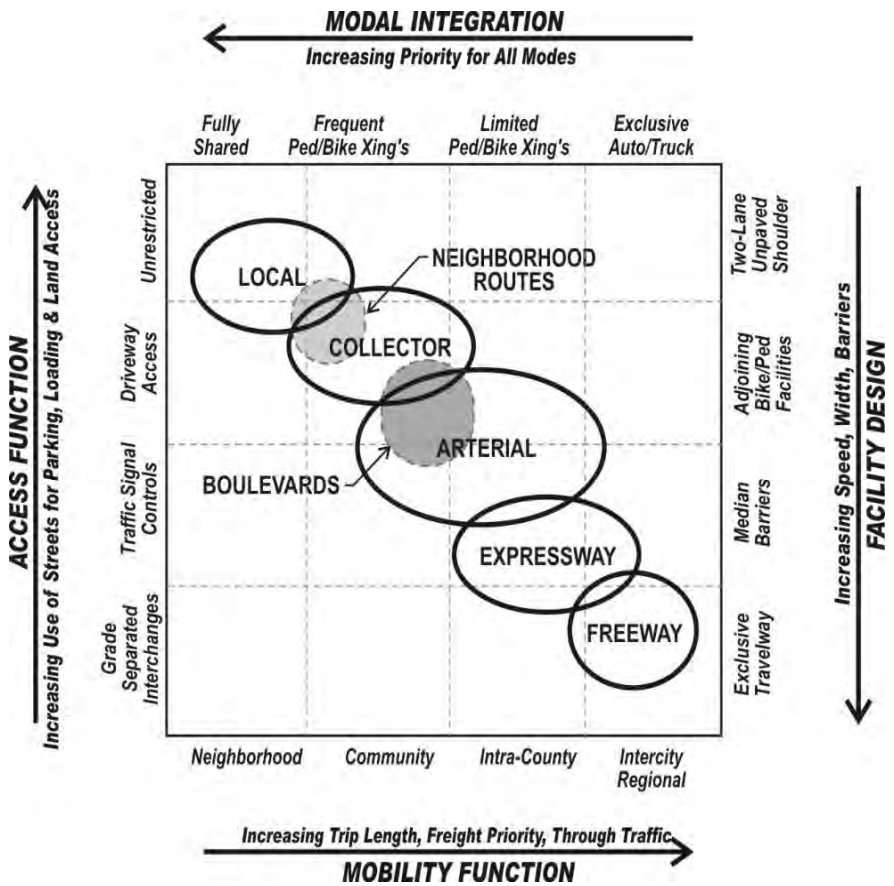 MODAL INTEGRATION
Increasing Priority for All Modes
Fully
Shared
Frequent
Ped/Bike Xing's
Limited
Ped/Bike Xing's
Exclusive
Auto/Truck
ACCESS FUNCTION
Increasing Use of Streets for Parking, Loading & Land Access
Unrestricted
Driveway
Access
Traffic Signal
Controls
Grade
Separated
Interchanges
LOCAL
NEIGHBORHOOD
ROUTES
COLLECTOR
ARTERIAL
BOULEVARDS
EXPRESSWAY
FREEWAY
Two-Lane
Unpaved
Shoulder
Adjoining
Bike/Ped
Facilities
Median
Barriers
Exclusive
Travelway
Increasing Speed, Width, Barriers
FACILITY DESIGN
Neighborhood
Community
Intra-County
Intercity
Regional
Increasing Trip Length, Freight Priority, Through Traffic
MOBILITY FUNCTION